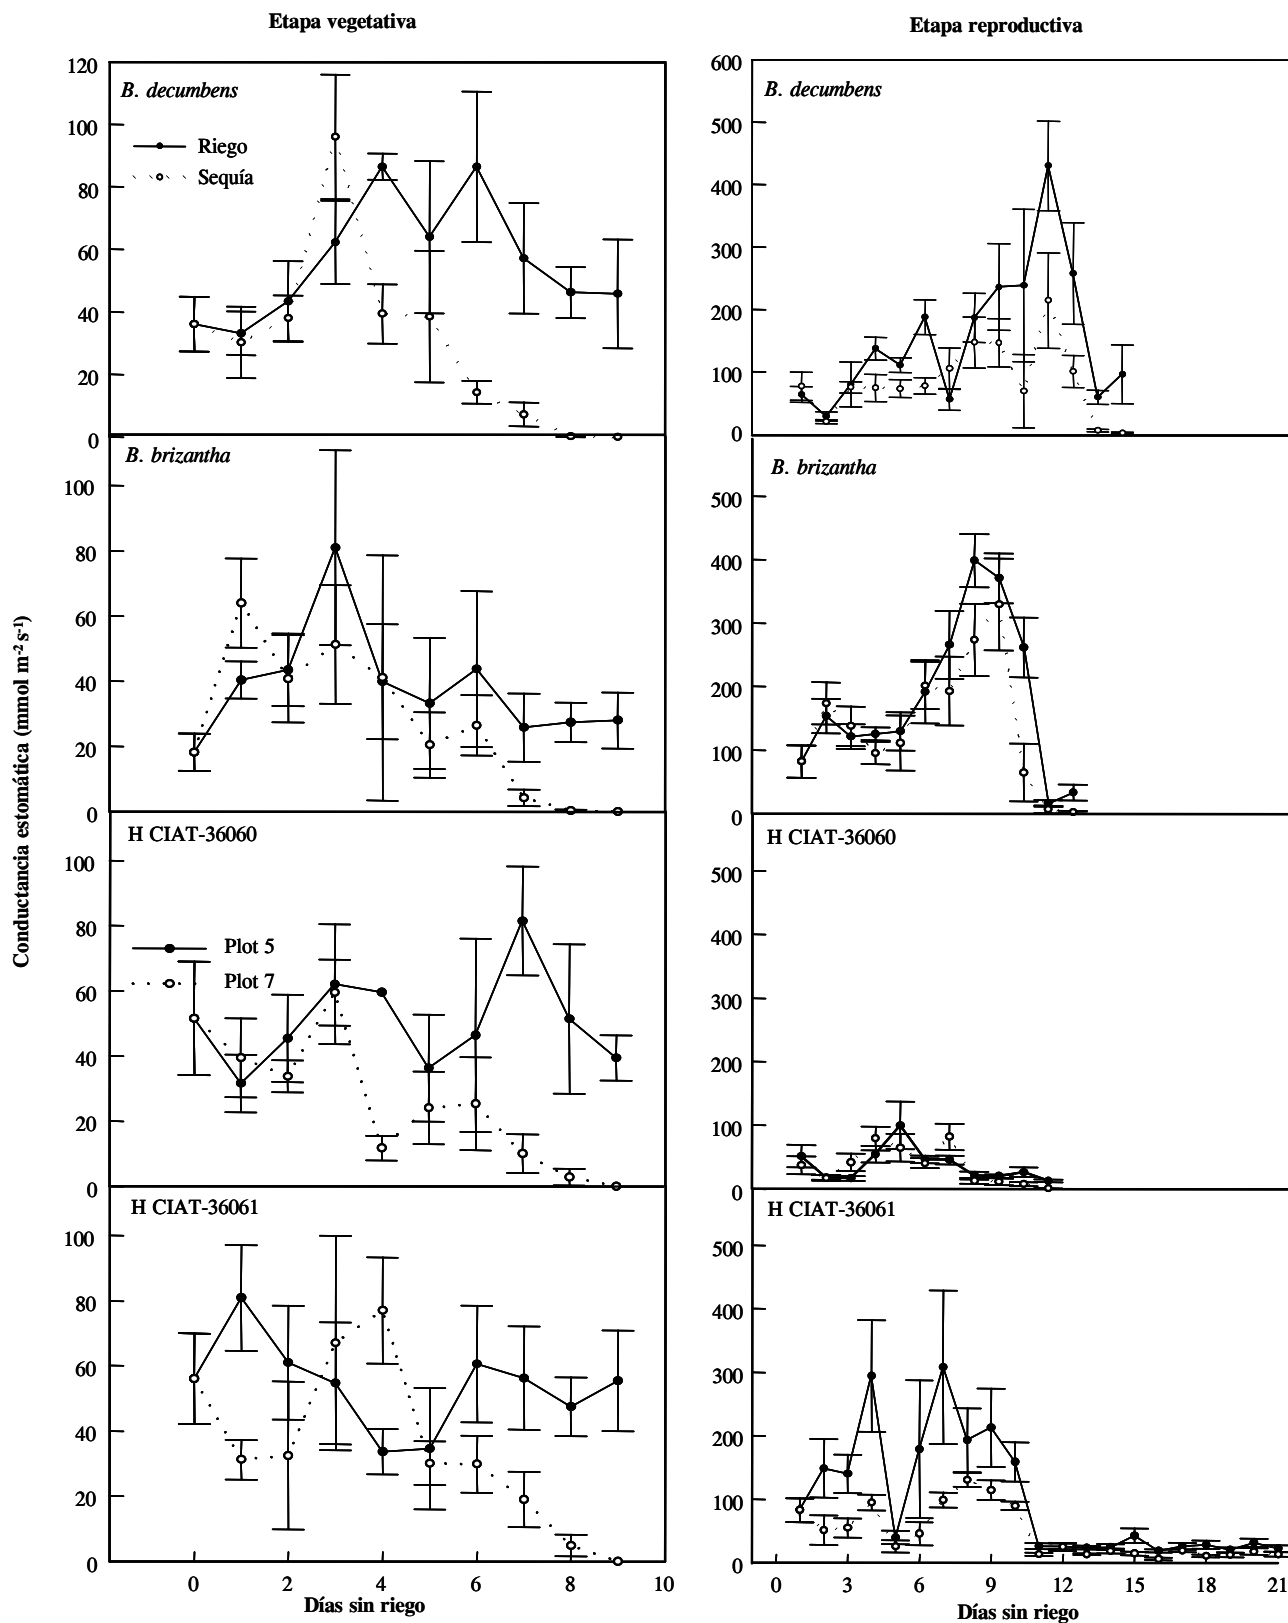 Etapa vegetativa
Etapa reproductiva
Conductancia estomática (mmol m-2 s-1)
120
100
80
60
40
20
0
B. decumbens
Riego
Sequía
600
500
400
300
200
100
0
B. decumbens
100
80
60
40
20
0
B. brizantha
500
400
300
200
100
0
B. brizantha
100
80
60
40
20
0
H CIAT-36060
Plot 5
Plot 7
500
400
300
200
100
0
H CIAT-36060
100
80
60
40
20
0
H CIAT-36061
500
400
300
200
100
0
H CIAT-36061
0 2 4 6 8 10
Días sin riego
0 3 6 9 12 15 18 21
Días sin riego